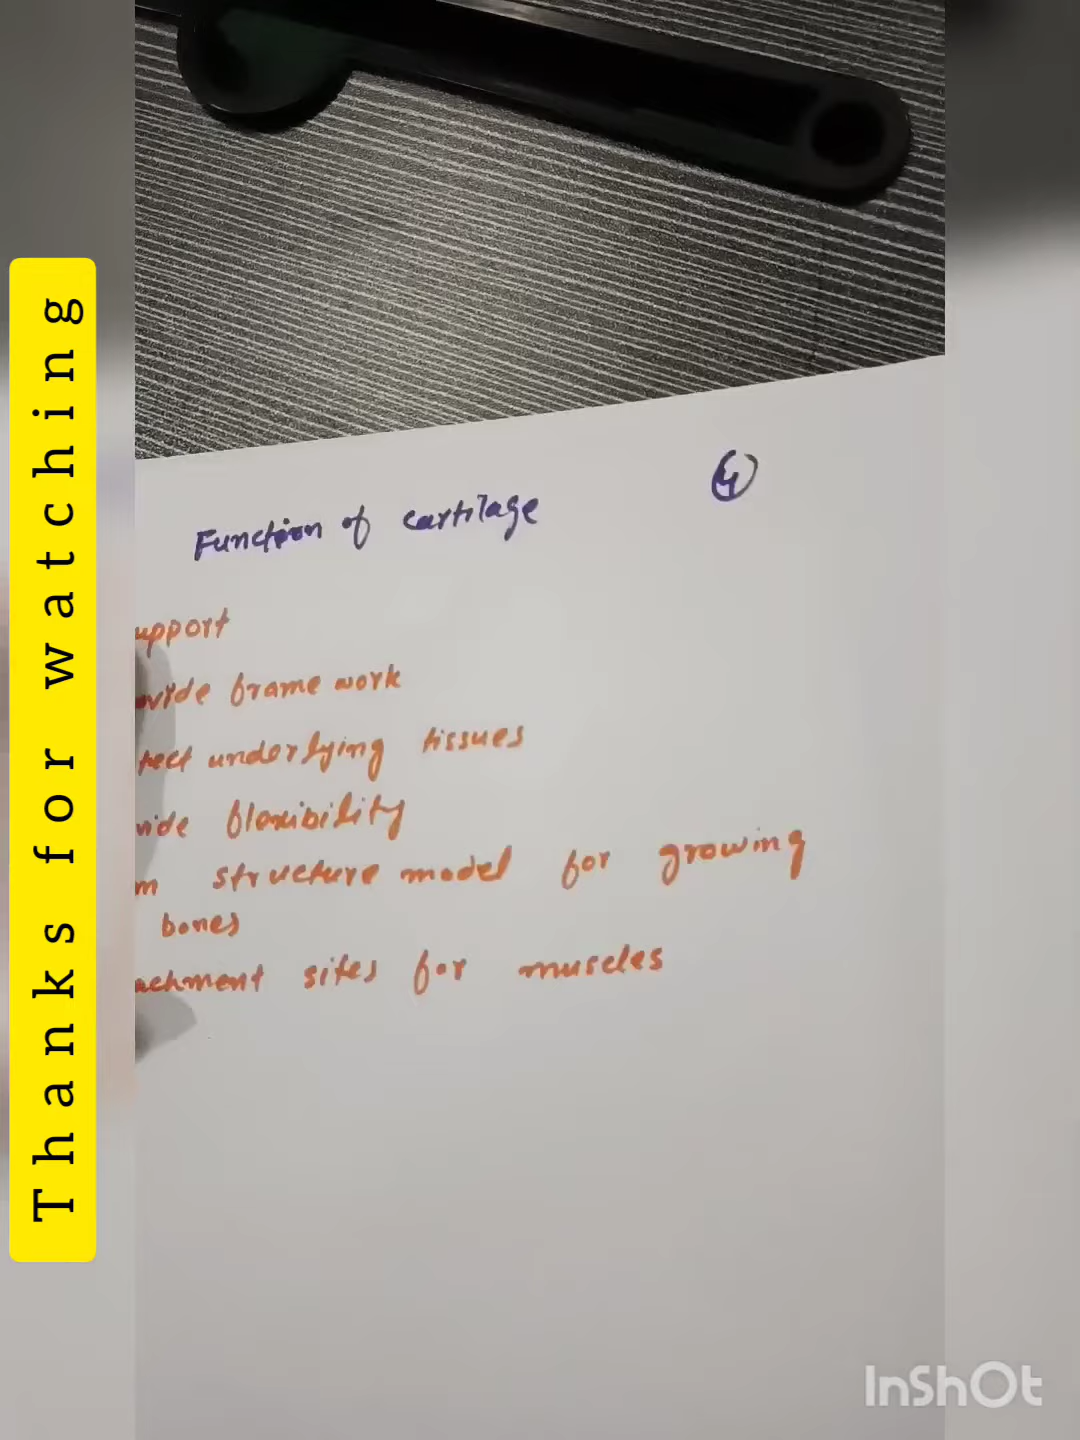 Thanks for watching
Function of cartilage
4
upport
ovide frame work
tect underlying tissues
vide flexibility
m structure model for growing
bones
achment sites for muscles
InShOt